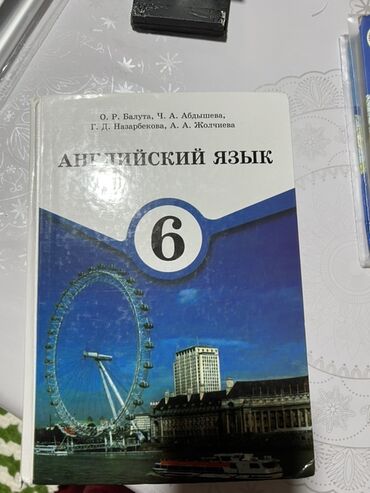 О. Р. Балута, Ч. А. Абдышева,
Г. Д. Назарбекова, А. А. Жолчиева
АНГЛИЙСКИЙ ЯЗЫК
6